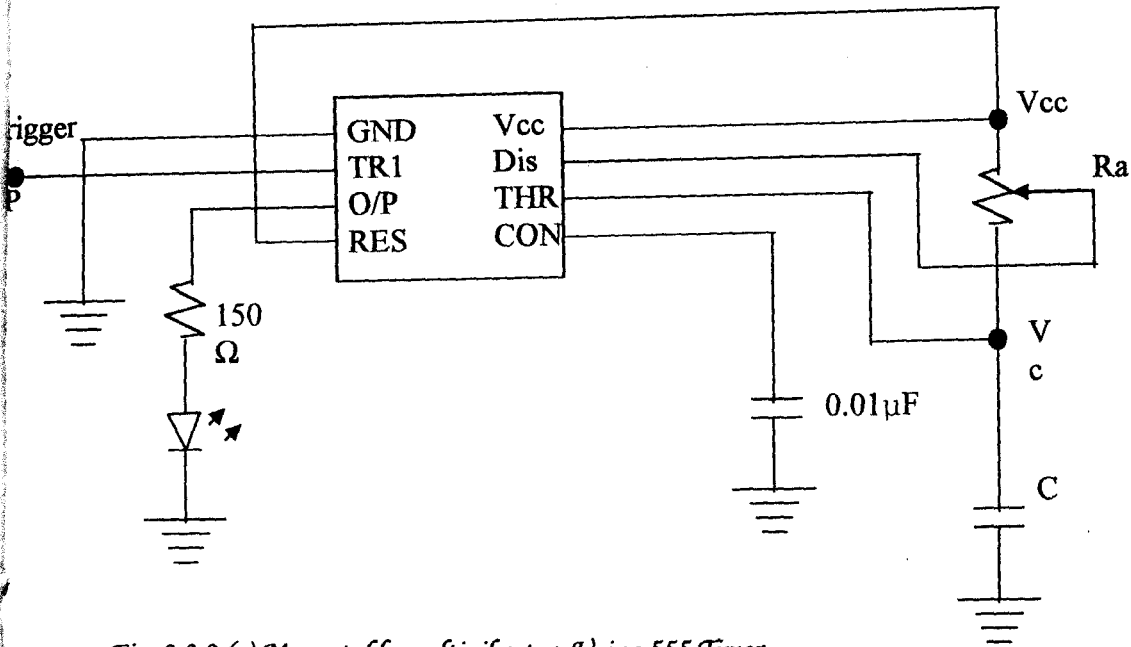 Vcc
rigger
GND
TR1
O/P
RES
Vcc
Dis
THR
CON
P
Ra
150
Ω
V
c
0.01µF
C